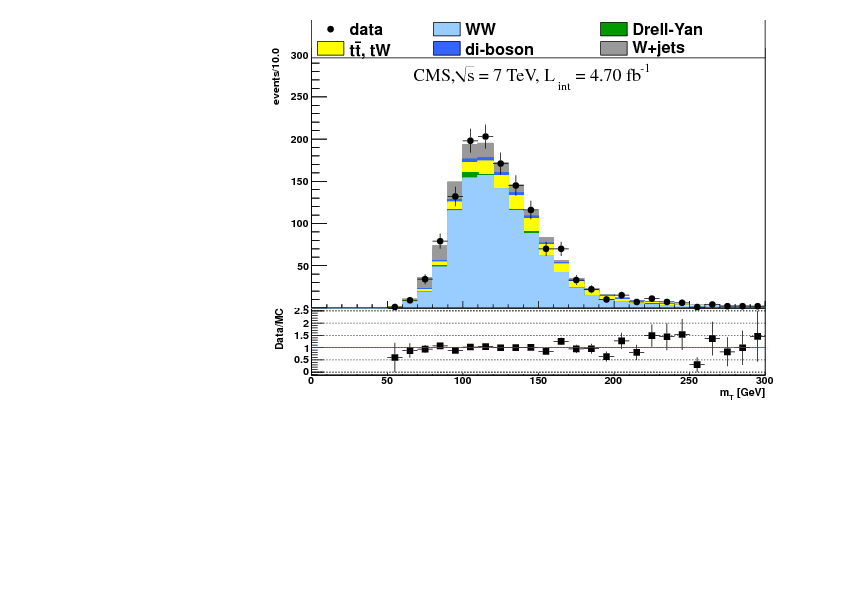 data WW Drell-Yan
tt̄, tW di-boson W+jets
CMS, √s = 7 TeV, L int = 4.70 fb-1
events/10.0
300
250
200
150
100
50
Data/MC
2.5
2
1.5
1
0.5
0
0 50 100 150 200 250 300
mT [GeV]